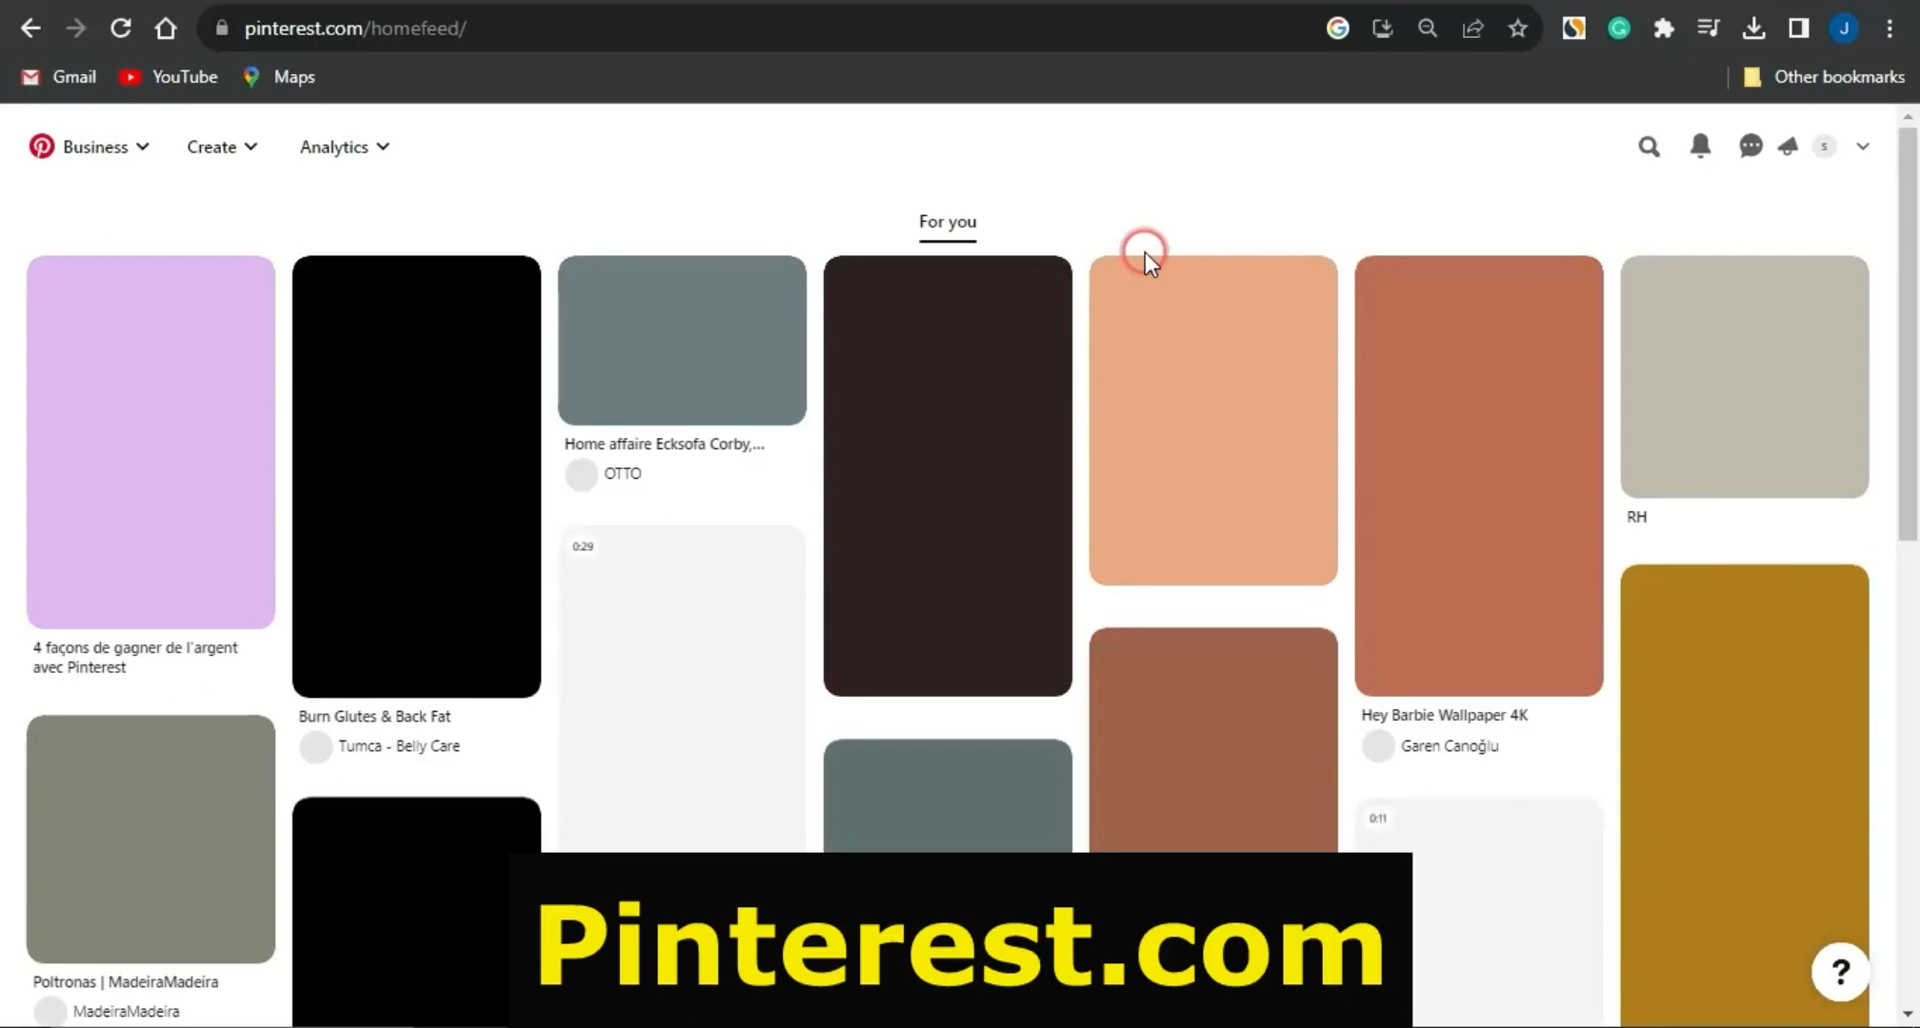 pinterest.com/homefeed/
J
Gmail
YouTube
Maps
Other bookmarks
Business
Create
Analytics
s
For you
4 façons de gagner de l'argent
avec Pinterest
Poltronas | MadeiraMadeira
MadeiraMadeira
Burn Glutes & Back Fat
Tumca - Belly Care
Home affaire Ecksofa Corby,...
OTTO
0:29
Hey Barbie Wallpaper 4K
Garen Canoğlu
0:11
RH
Pinterest.com
?